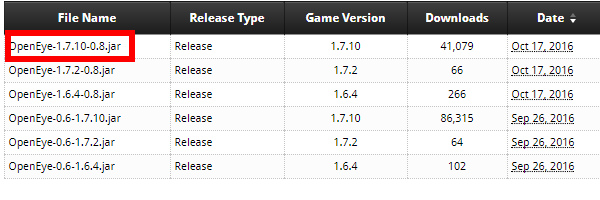 File Name Release Type Game Version Downloads Date
OpenEye-1.7.10-0.8.jar Release 1.7.10 41,079 Oct 17, 2016
OpenEye-1.7.2-0.8.jar Release 1.7.2 66 Oct 17, 2016
OpenEye-1.6.4-0.8.jar Release 1.6.4 266 Oct 17, 2016
OpenEye-0.6-1.7.10.jar Release 1.7.10 86,315 Sep 26, 2016
OpenEye-0.6-1.7.2.jar Release 1.7.2 64 Sep 26, 2016
OpenEye-0.6-1.6.4.jar Release 1.6.4 102 Sep 26, 2016